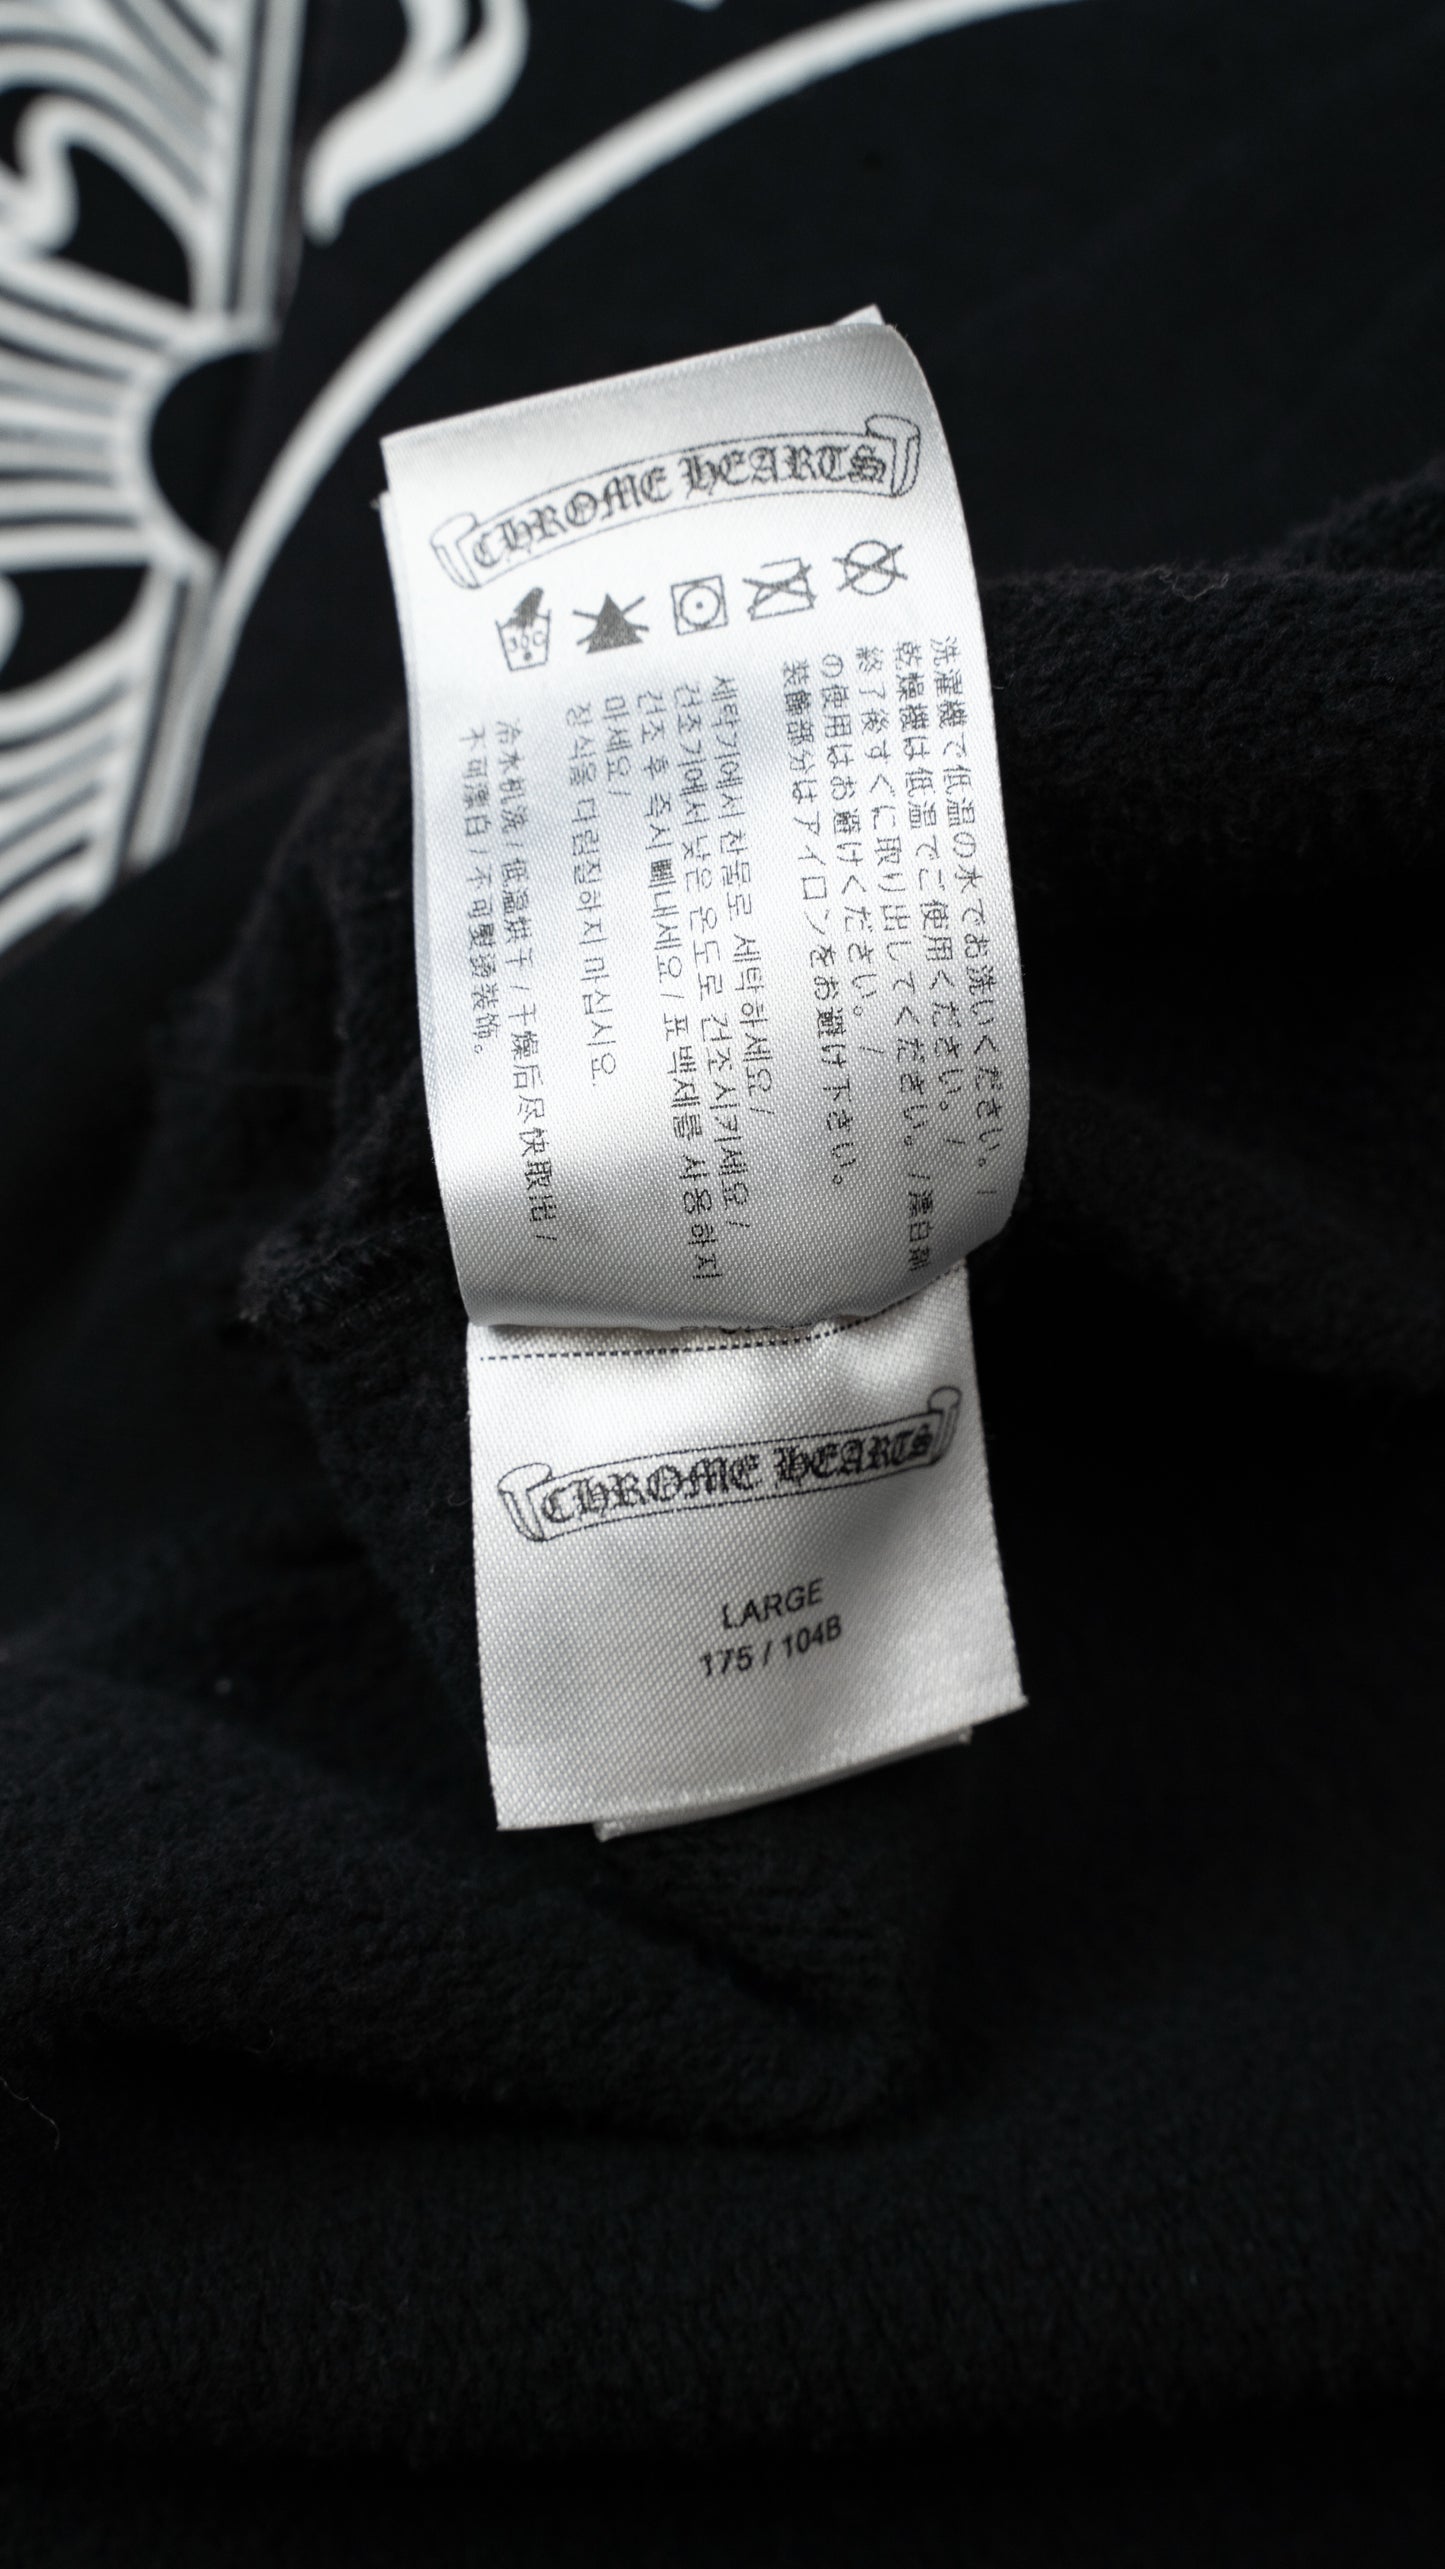 CHROME HEARTS
30C
洗濯機で低温の水でお洗いください。/
乾燥機は低温でご使用ください。/
終了後すぐに取り出してください。/漂白剤
の使用はお避けください。/
装飾部分はアイロンをお避け下さい。
세탁기에서 찬물로 세탁하세요/
건조기에서 낮은 온도로 건조시키세요/
건조 후 즉시 빼내세요/표백제를 사용하지
마세요/
장식을 다림질하지 마십시요.
冷水机洗/低温烘干/干燥后尽快取出/
不可漂白/不可熨烫装饰。
CHROME HEARTS
LARGE
175 / 104B